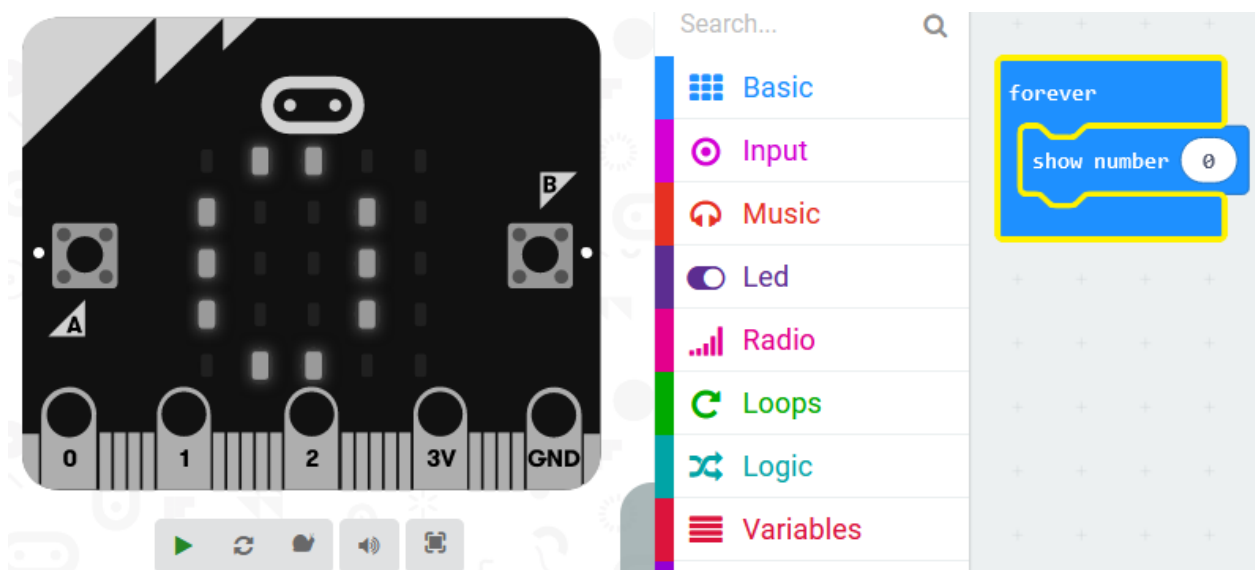 B
A
0
1
2
3V
GND
Search...
Basic
Input
Music
Led
Radio
Loops
Logic
Variables
forever
show number 0